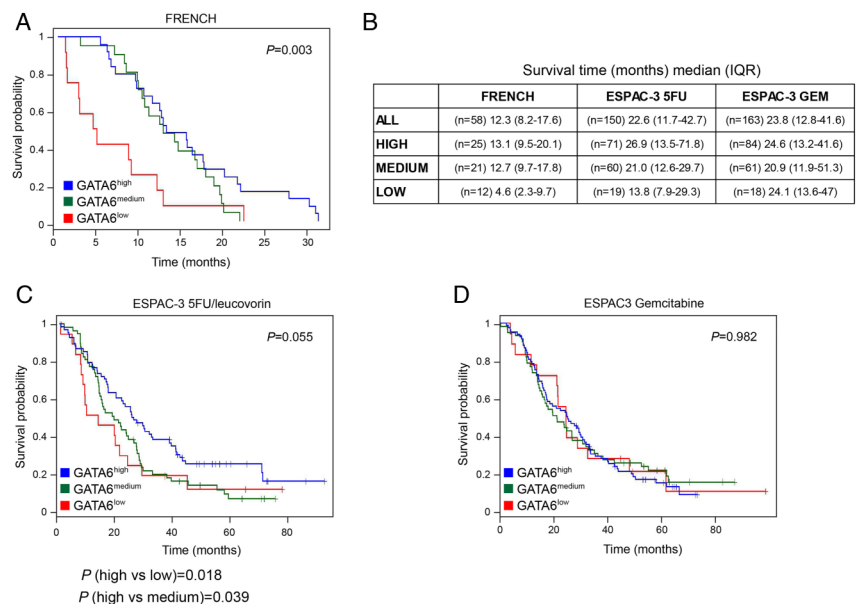 A
FRENCH
P=0.003
Survival probability
1
0.8
0.6
0.4
0.2
0
GATA6high
GATA6medium
GATA6low
0 5 10 15 20 25 30
Time (months)
B
Survival time (months) median (IQR)
FRENCH ESPAC-3 5FU ESPAC-3 GEM
ALL (n=58) 12.3 (8.2-17.6) (n=150) 22.6 (11.7-42.7) (n=163) 23.8 (12.8-41.6)
HIGH (n=25) 13.1 (9.5-20.1) (n=71) 26.9 (13.5-71.8) (n=84) 24.6 (13.2-41.6)
MEDIUM (n=21) 12.7 (9.7-17.8) (n=60) 21.0 (12.6-29.7) (n=61) 20.9 (11.9-51.3)
LOW (n=12) 4.6 (2.3-9.7) (n=19) 13.8 (7.9-29.3) (n=18) 24.1 (13.6-47)
C
ESPAC-3 5FU/leucovorin
P=0.055
Survival probability
1
0.8
0.6
0.4
0.2
0
GATA6high
GATA6medium
GATA6low
0 20 40 60 80
Time (months)
P (high vs low)=0.018
P (high vs medium)=0.039
D
ESPAC3 Gemcitabine
P=0.982
Survival probability
1
0.8
0.6
0.4
0.2
0
GATA6high
GATA6medium
GATA6low
0 20 40 60 80
Time (months)